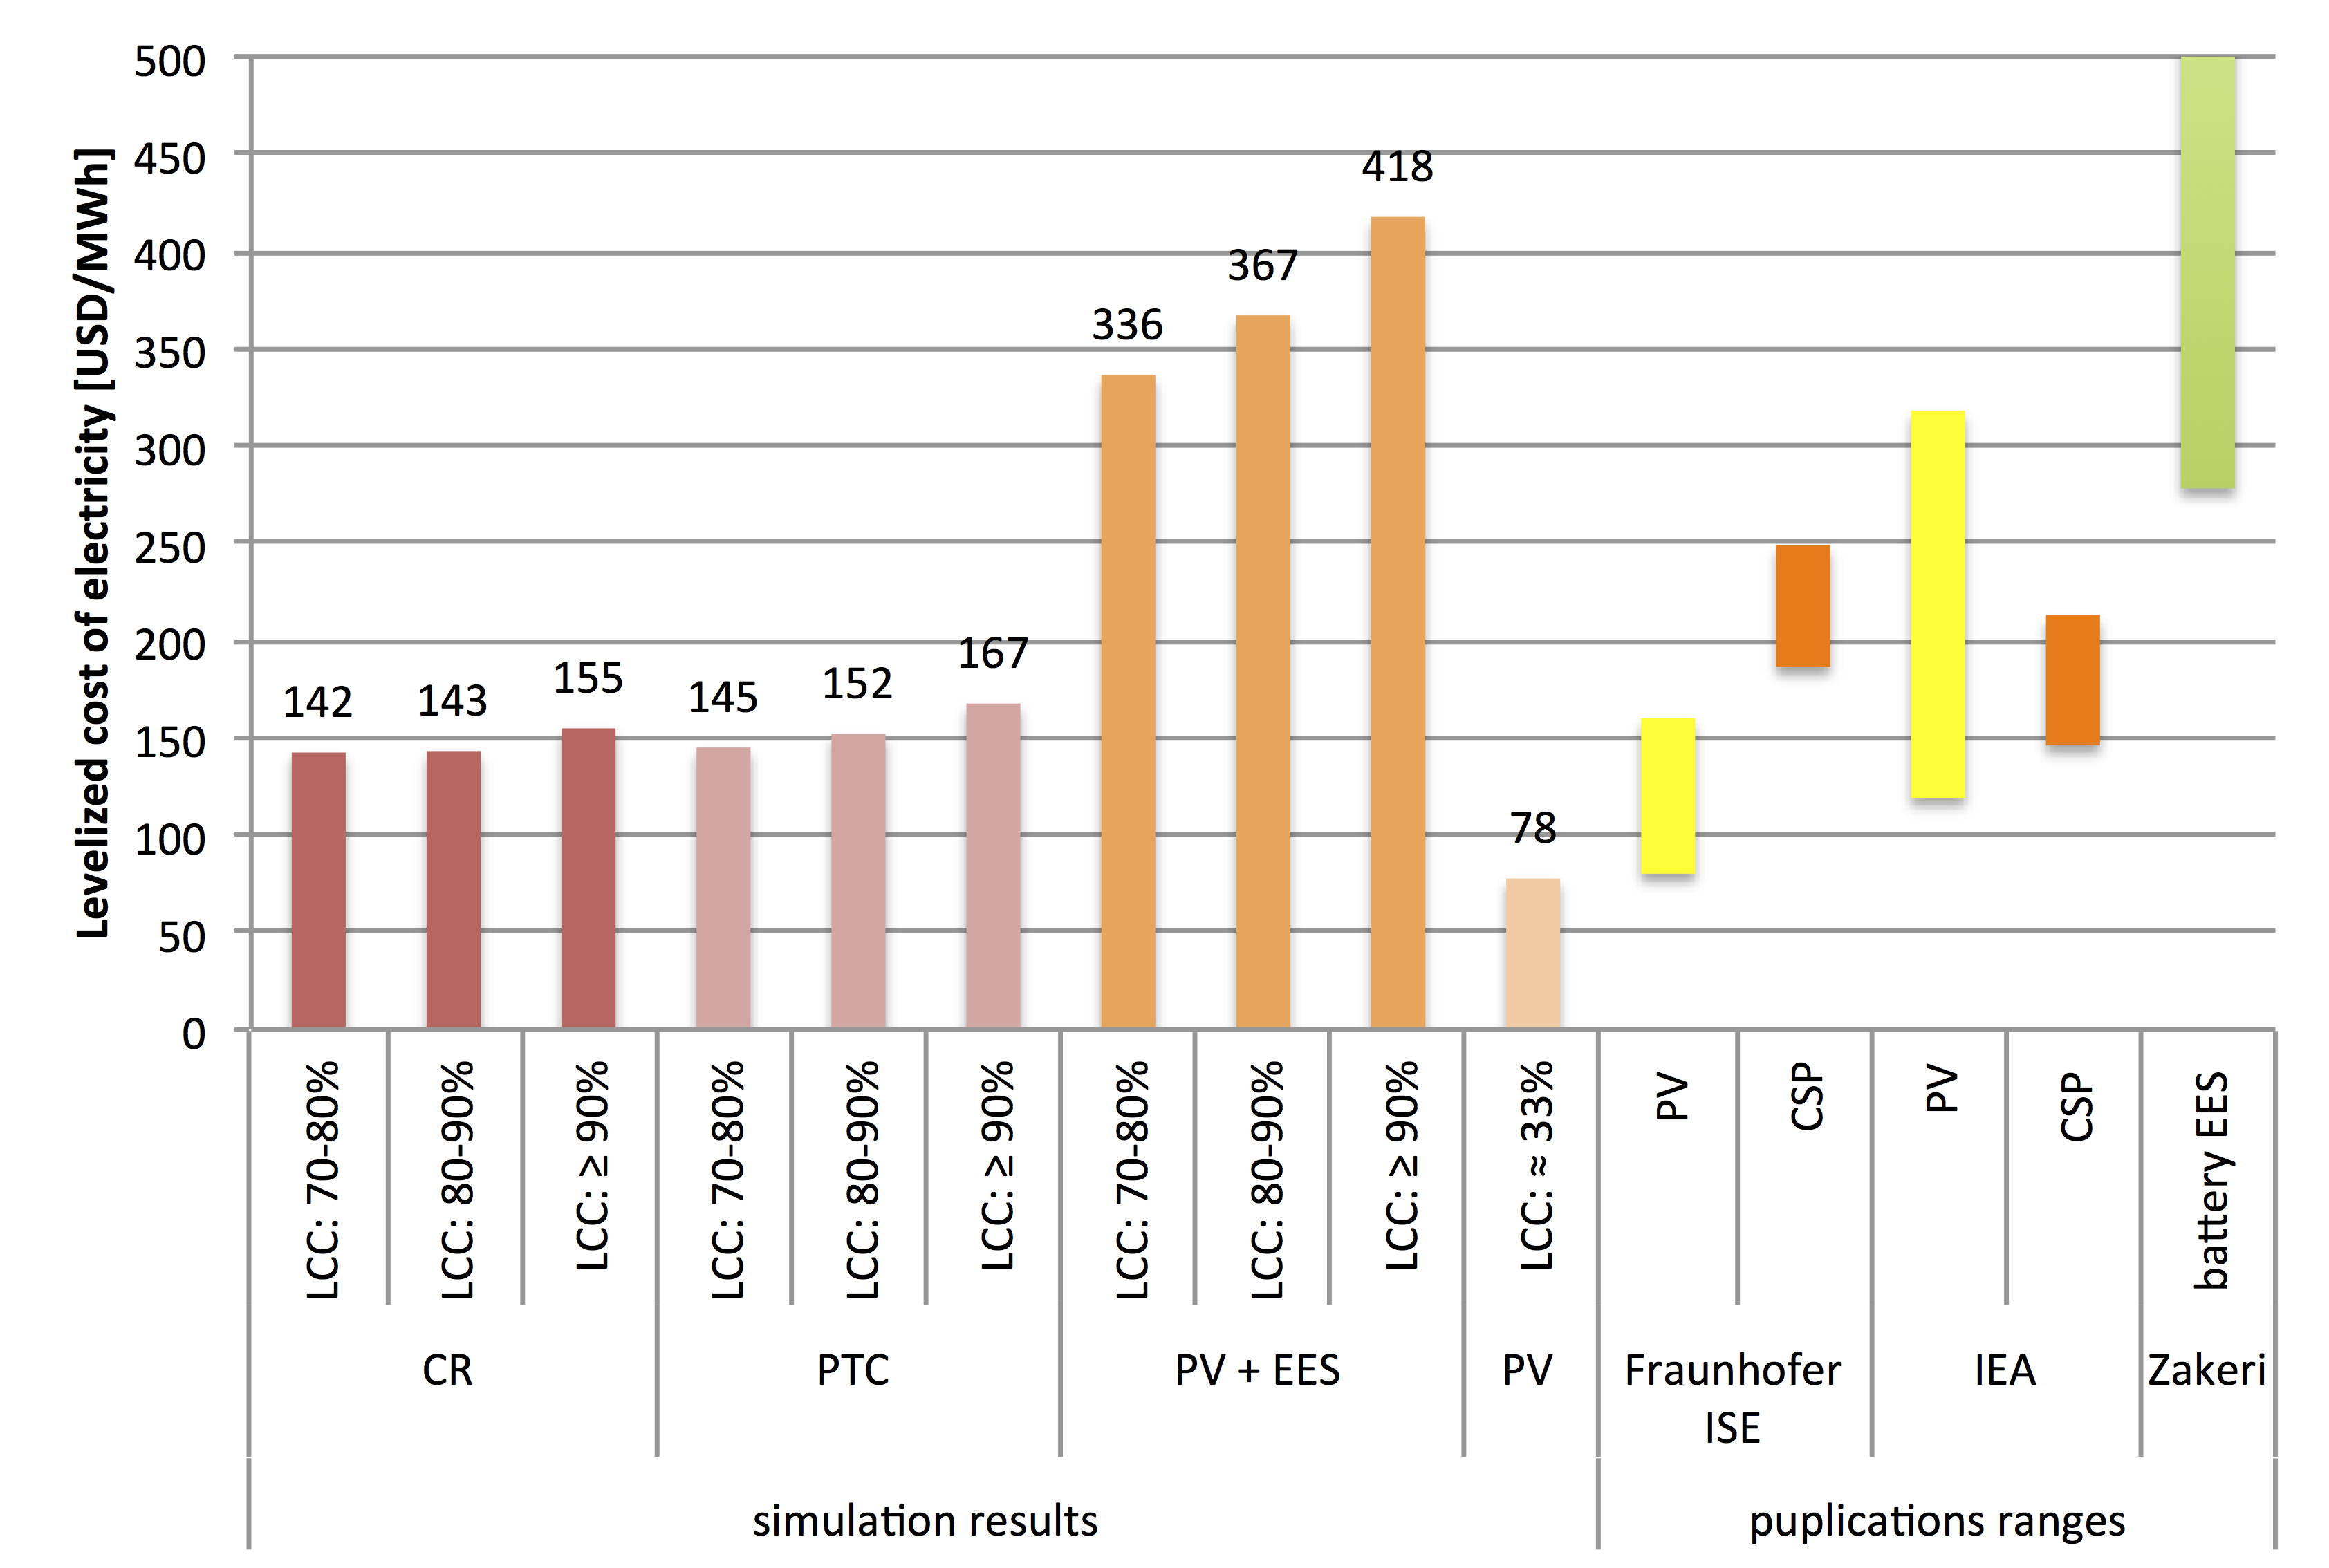 Levelized cost of electricity [USD/MWh]
500
450
400
350
300
250
200
150
100
50
0
142
143
155
145
152
167
336
367
418
78
LCC: 70-80%
LCC: 80-90%
LCC: ≥ 90%
LCC: 70-80%
LCC: 80-90%
LCC: ≥ 90%
LCC: 70-80%
LCC: 80-90%
LCC: ≥ 90%
LCC: ≈ 33%
PV
CSP
PV
CSP
battery EES
CR
PTC
PV + EES
PV
Fraunhofer
ISE
IEA
Zakeri
simulation results
puplications ranges